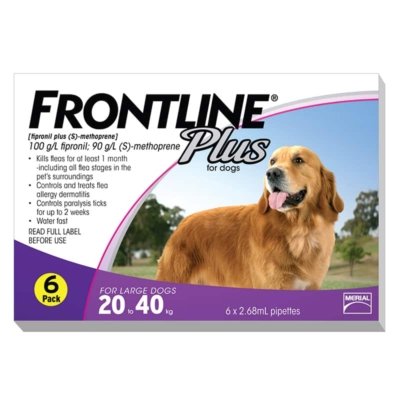 FRONTLINE®
Plus
for dogs
[fipronil plus (S)-methoprene]
100 g/L fipronil; 90 g/L (S)-methoprene
• Kills fleas for at least 1 month
-including all flea stages in the
pet's surroundings
• Controls and treats flea
allergy dermatitis
• Controls paralysis ticks
for up to 2 weeks
• Water fast
READ FULL LABEL
BEFORE USE
6
Pack
FOR LARGE DOGS
20 to 40 kg
6 x 2.68mL pipettes
MERIAL